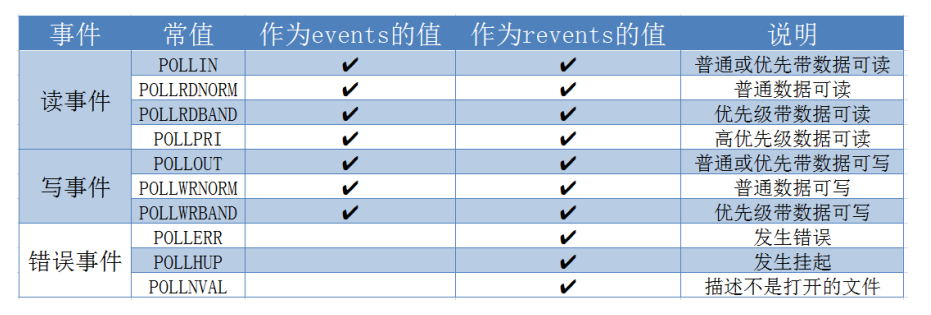 事件 常值 作为events的值 作为revents的值 说明
读事件 POLLIN ✔ ✔ 普通或优先带数据可读
POLLRDNORM ✔ ✔ 普通数据可读
POLLRDBAND ✔ ✔ 优先级带数据可读
POLLPRI ✔ ✔ 高优先级数据可读
写事件 POLLOUT ✔ ✔ 普通或优先带数据可写
POLLWRNORM ✔ ✔ 普通数据可写
POLLWRBAND ✔ ✔ 优先级带数据可写
错误事件 POLLERR ✔ 发生错误
POLLHUP ✔ 发生挂起
POLLNVAL ✔ 描述不是打开的文件